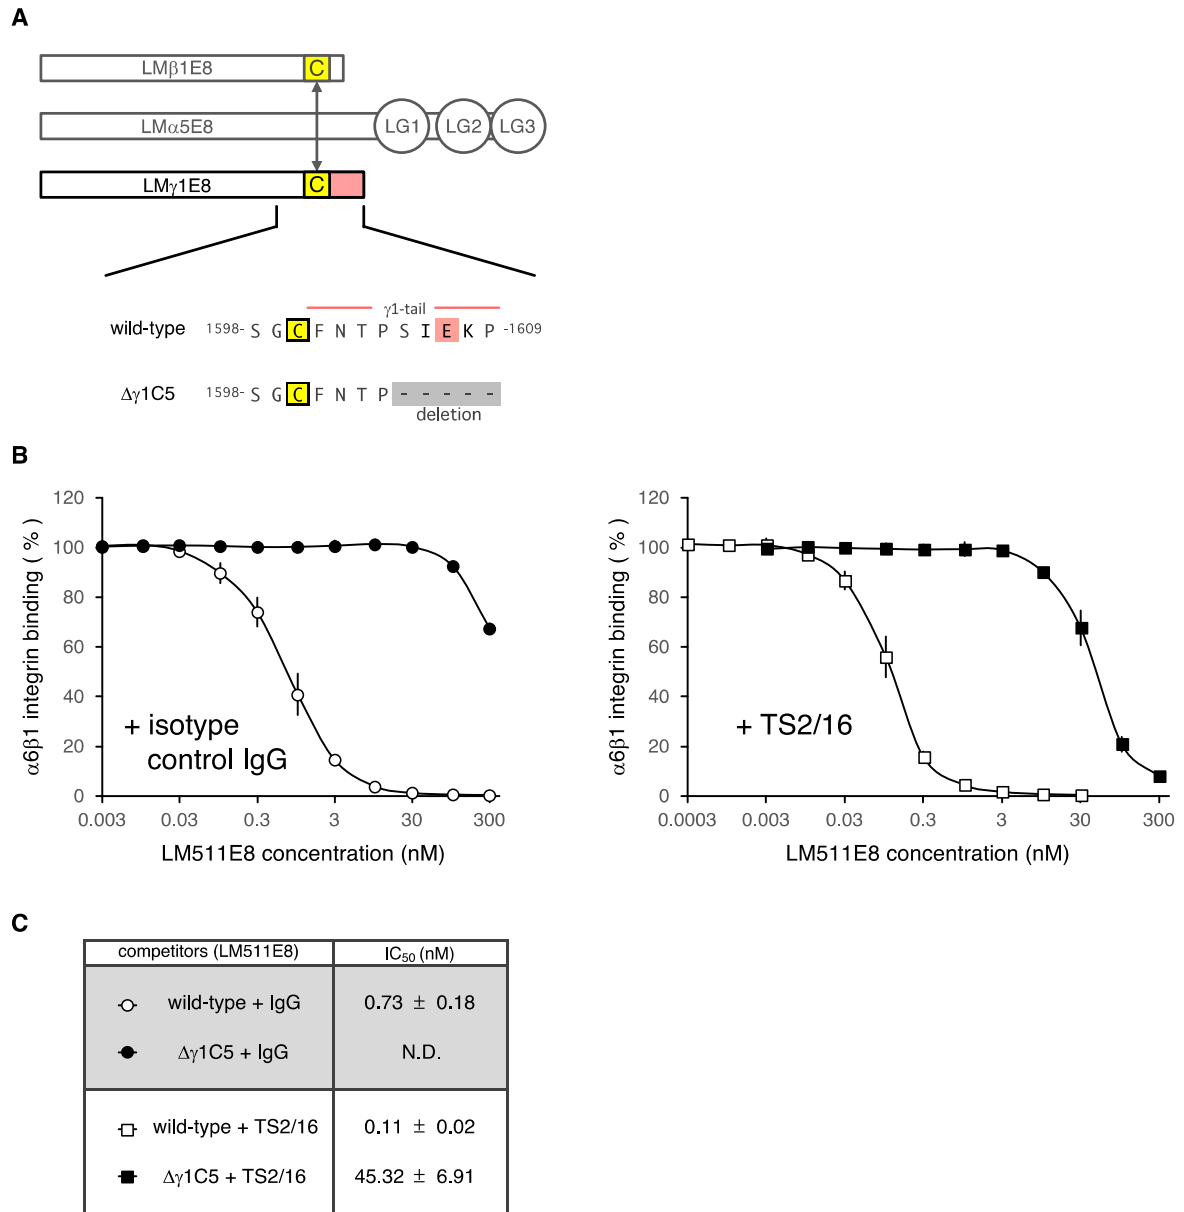 A
LMβ1E8 C
LMα5E8 LG1 LG2 LG3
LMγ1E8 C
γ1-tail
wild-type 1598- S G C F N T P S I E K P -1609
Δγ1C5 1598- S G C F N T P - - - - -
deletion
B
α6β1 integrin binding ( % )
120
100
80
60
40
20
0
+ isotype
control IgG
0.003 0.03 0.3 3 30 300
LM511E8 concentration (nM)
α6β1 integrin binding ( % )
120
100
80
60
40
20
0
+ TS2/16
0.0003 0.003 0.03 0.3 3 30 300
LM511E8 concentration (nM)
C
competitors (LM511E8) IC50 (nM)
wild-type + IgG 0.73 ± 0.18
Δγ1C5 + IgG N.D.
wild-type + TS2/16 0.11 ± 0.02
Δγ1C5 + TS2/16 45.32 ± 6.91